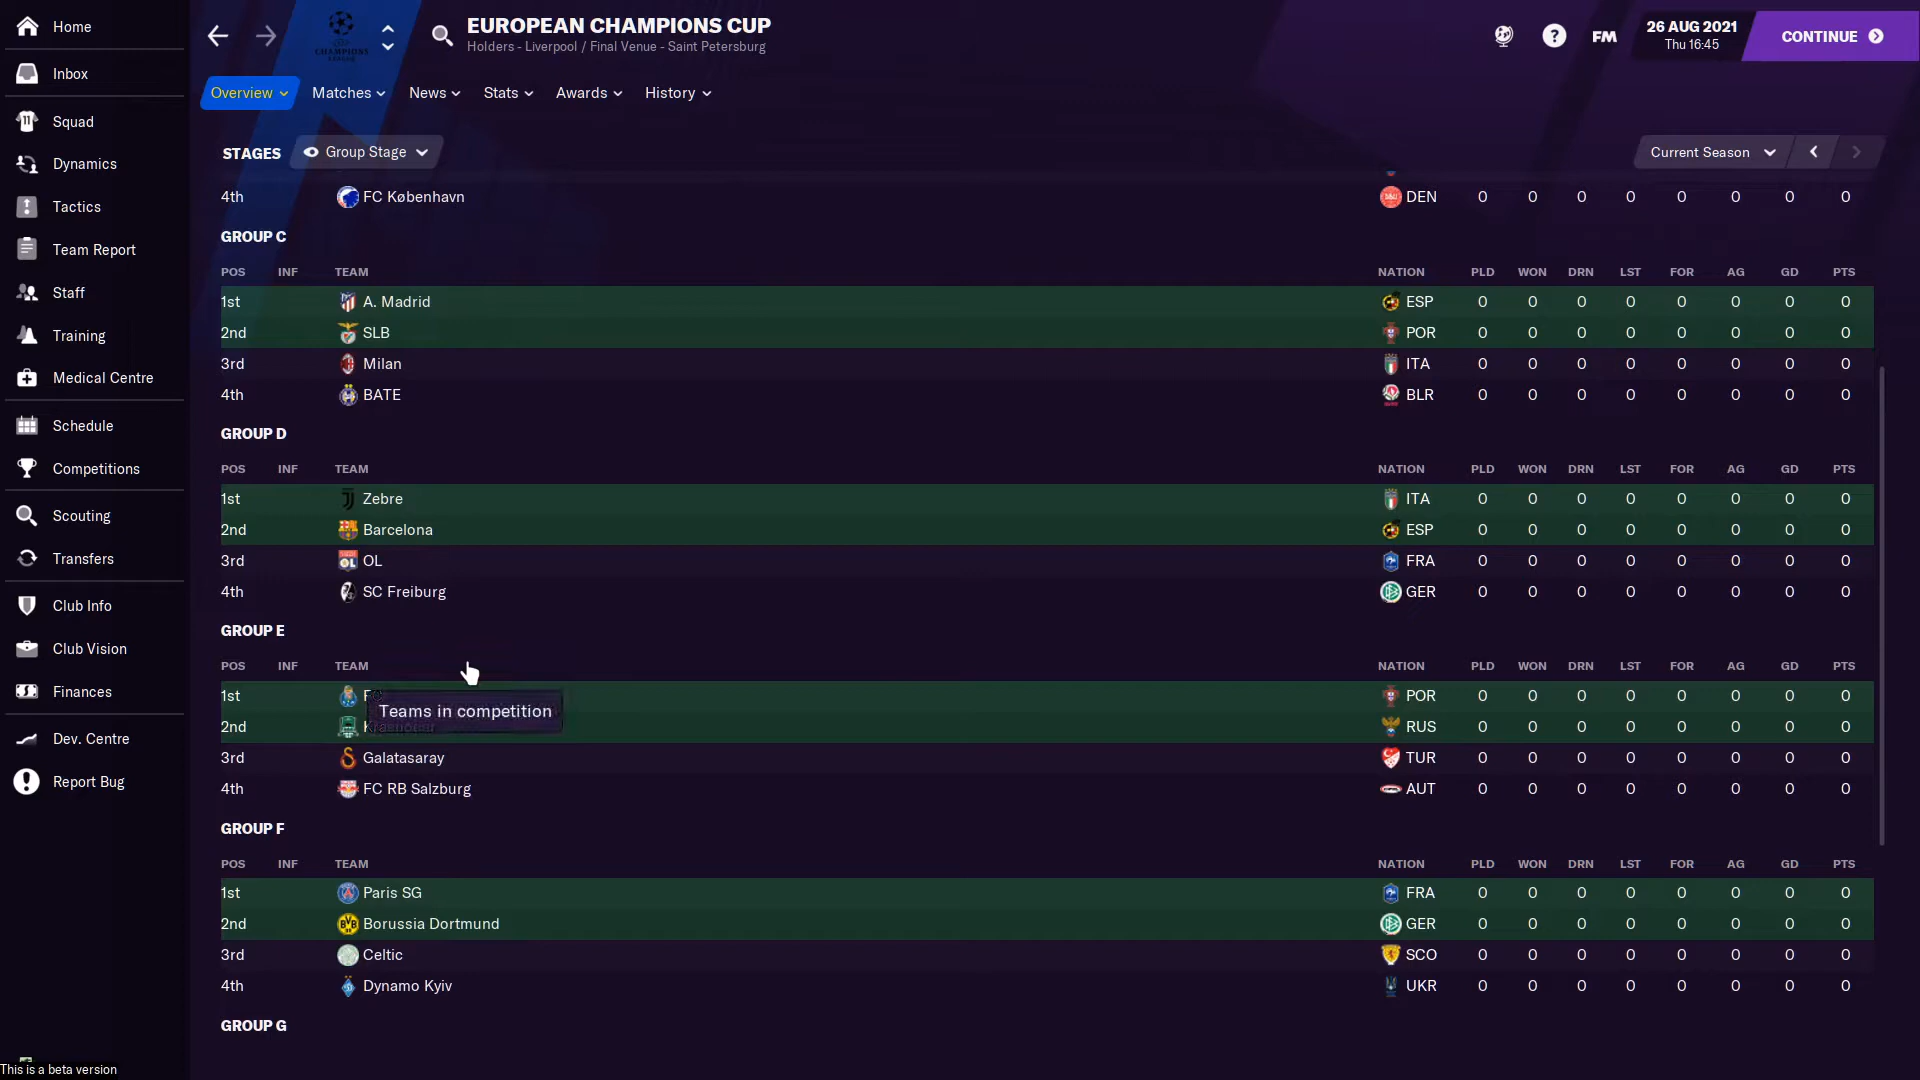 Home
Inbox
Squad
Dynamics
Tactics
Team Report
Staff
Training
Medical Centre
Schedule
Competitions
Scouting
Transfers
Club Info
Club Vision
Finances
Dev. Centre
Report Bug
This is a beta version
CHAMPIONS
EUROPEAN CHAMPIONS CUP
Holders - Liverpool / Final Venue - Saint Petersburg
? FM
26 AUG 2021
Thu 16:45
CONTINUE
Overview Matches News Stats Awards History
STAGES Group Stage Current Season
4th FC København DEN 0 0 0 0 0 0 0 0
GROUP C
POS INF TEAM NATION PLD WON DRN LST FOR AG GD PTS
1st A. Madrid ESP 0 0 0 0 0 0 0 0
2nd SLB POR 0 0 0 0 0 0 0 0
3rd Milan ITA 0 0 0 0 0 0 0 0
4th BATE BLR 0 0 0 0 0 0 0 0
GROUP D
POS INF TEAM NATION PLD WON DRN LST FOR AG GD PTS
1st Zebre ITA 0 0 0 0 0 0 0 0
2nd Barcelona ESP 0 0 0 0 0 0 0 0
3rd OL FRA 0 0 0 0 0 0 0 0
4th SC Freiburg GER 0 0 0 0 0 0 0 0
GROUP E
POS INF TEAM NATION PLD WON DRN LST FOR AG GD PTS
1st POR 0 0 0 0 0 0 0 0
Teams in competition
2nd RUS 0 0 0 0 0 0 0 0
3rd Galatasaray TUR 0 0 0 0 0 0 0 0
4th FC RB Salzburg AUT 0 0 0 0 0 0 0 0
GROUP F
POS INF TEAM NATION PLD WON DRN LST FOR AG GD PTS
1st Paris SG FRA 0 0 0 0 0 0 0 0
2nd Borussia Dortmund GER 0 0 0 0 0 0 0 0
3rd Celtic SCO 0 0 0 0 0 0 0 0
4th Dynamo Kyiv UKR 0 0 0 0 0 0 0 0
GROUP G